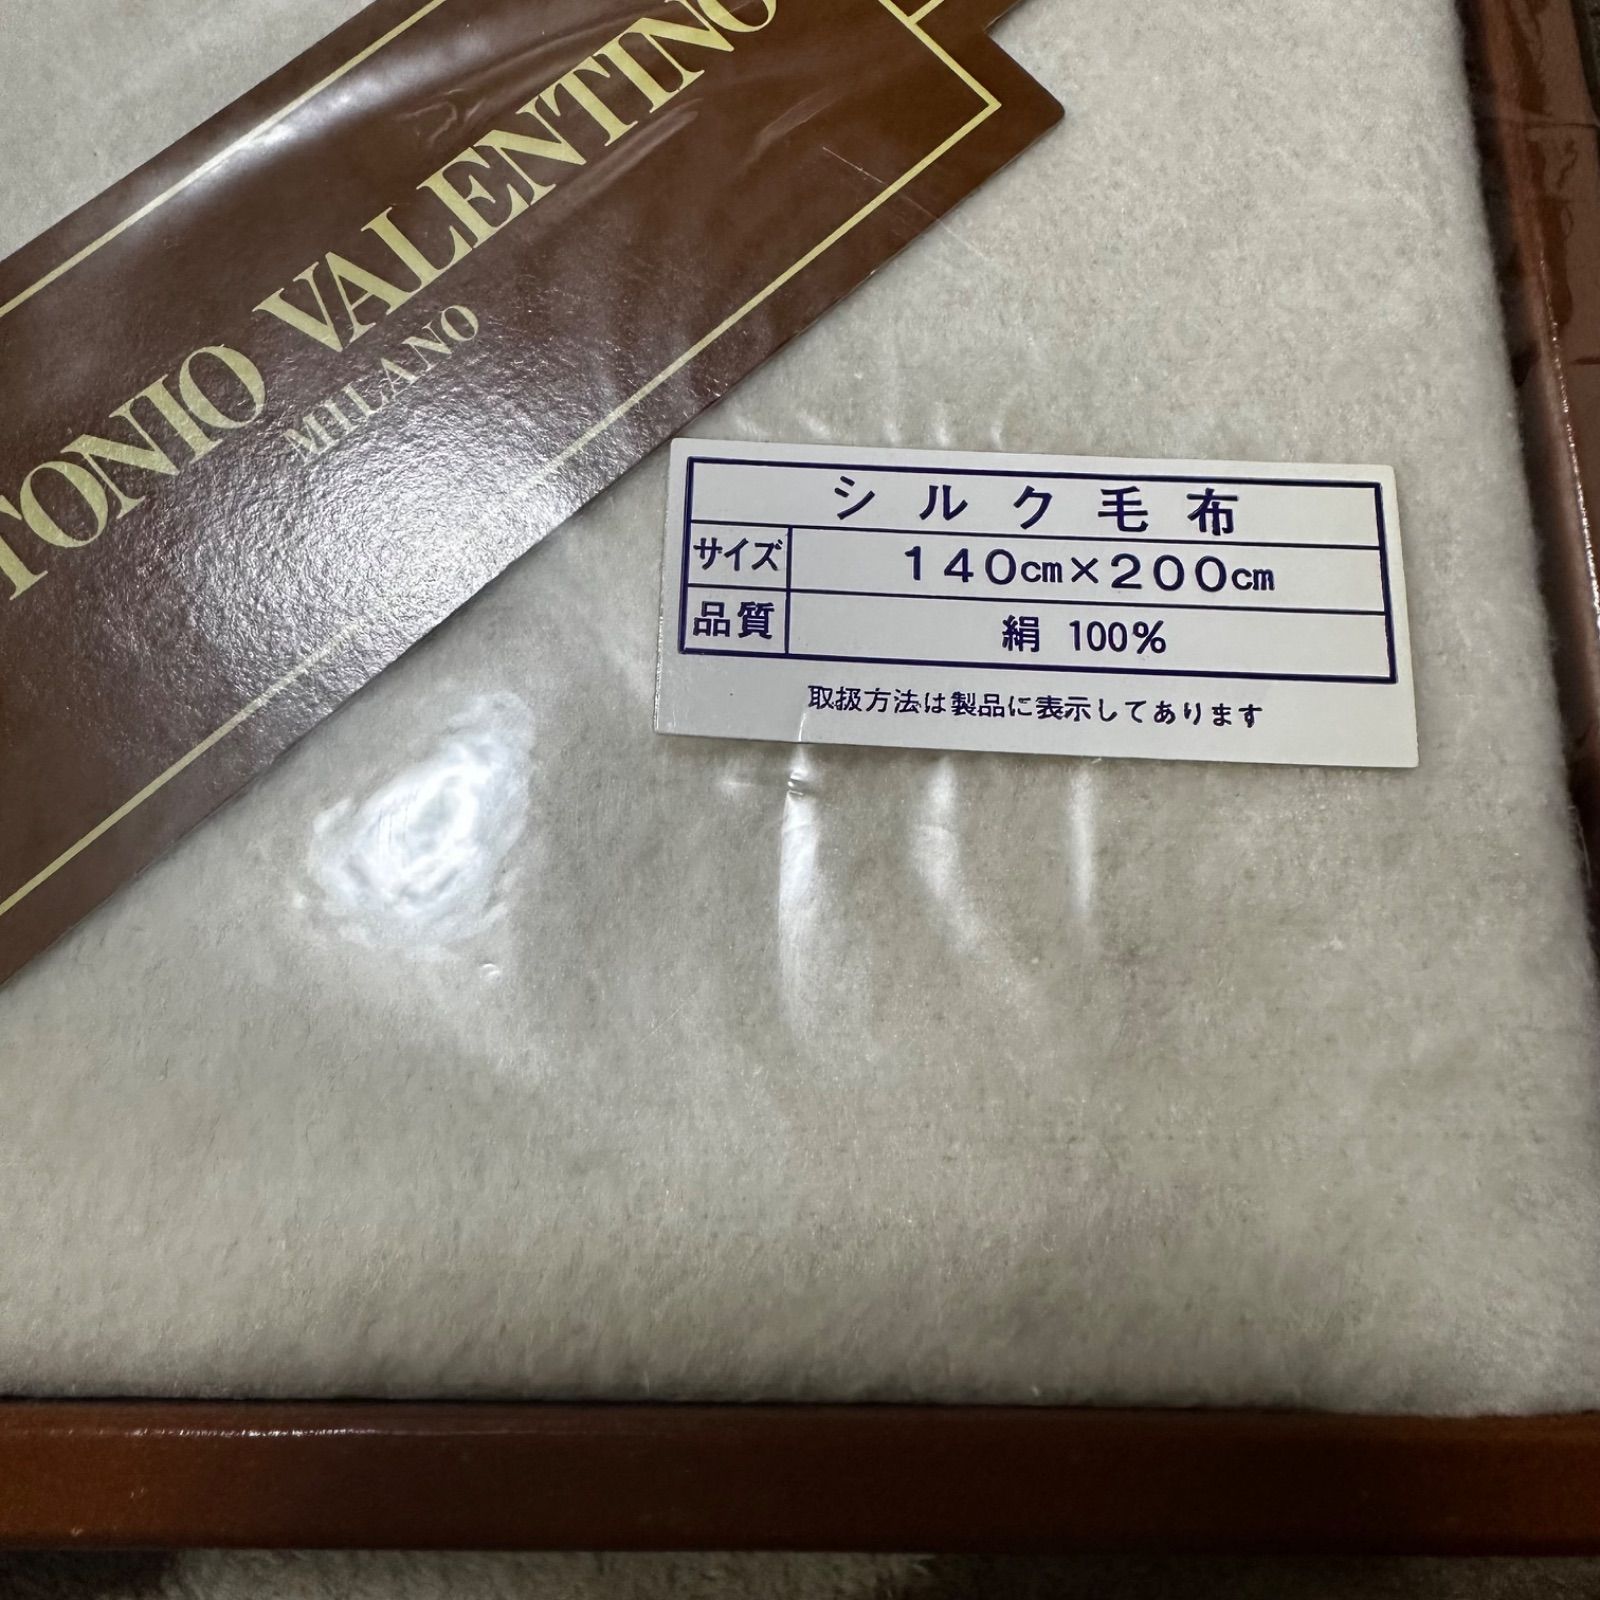 TONIO VALENTINO
MILANO
シルク毛布
サイズ 140cm×200cm
品質 絹 100%
取扱方法は製品に表示してあります